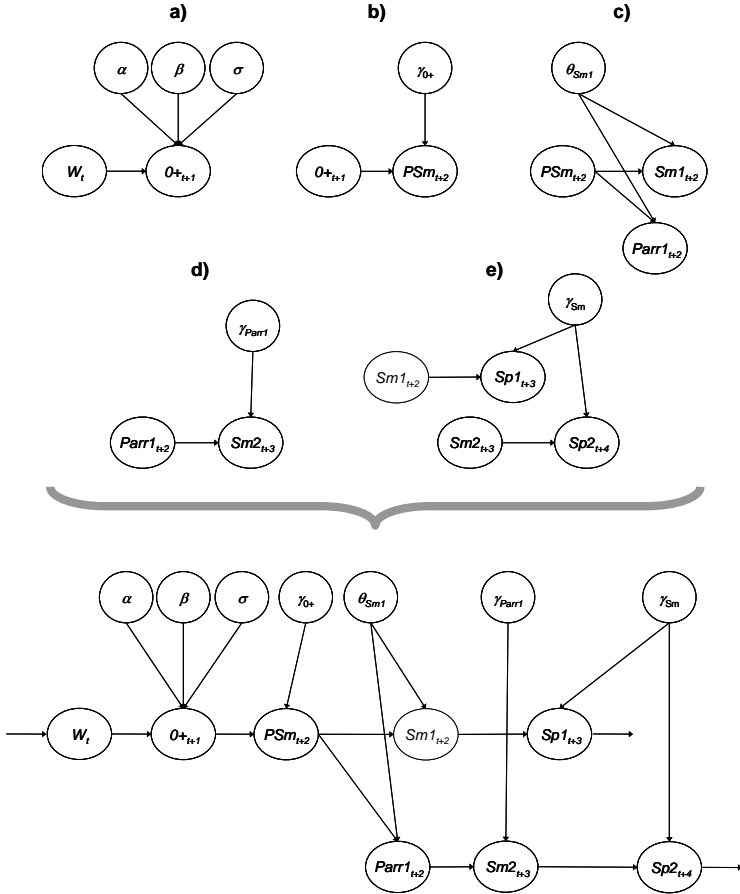 a) b) c)
α β σ γ0+ θSm1
Wt 0+t+1 0+t+1 PSmt+2 PSmt+2 Sm1t+2
Parr1t+2
d) e)
γSm
γParr1
Sm1t+2 Sp1t+3
Parr1t+2 Sm2t+3 Sm2t+3 Sp2t+4
α β σ γ0+ θSm1 γParr1 γSm
Wt 0+t+1 PSmt+2 Sm1t+2 Sp1t+3
Parr1t+2 Sm2t+3 Sp2t+4